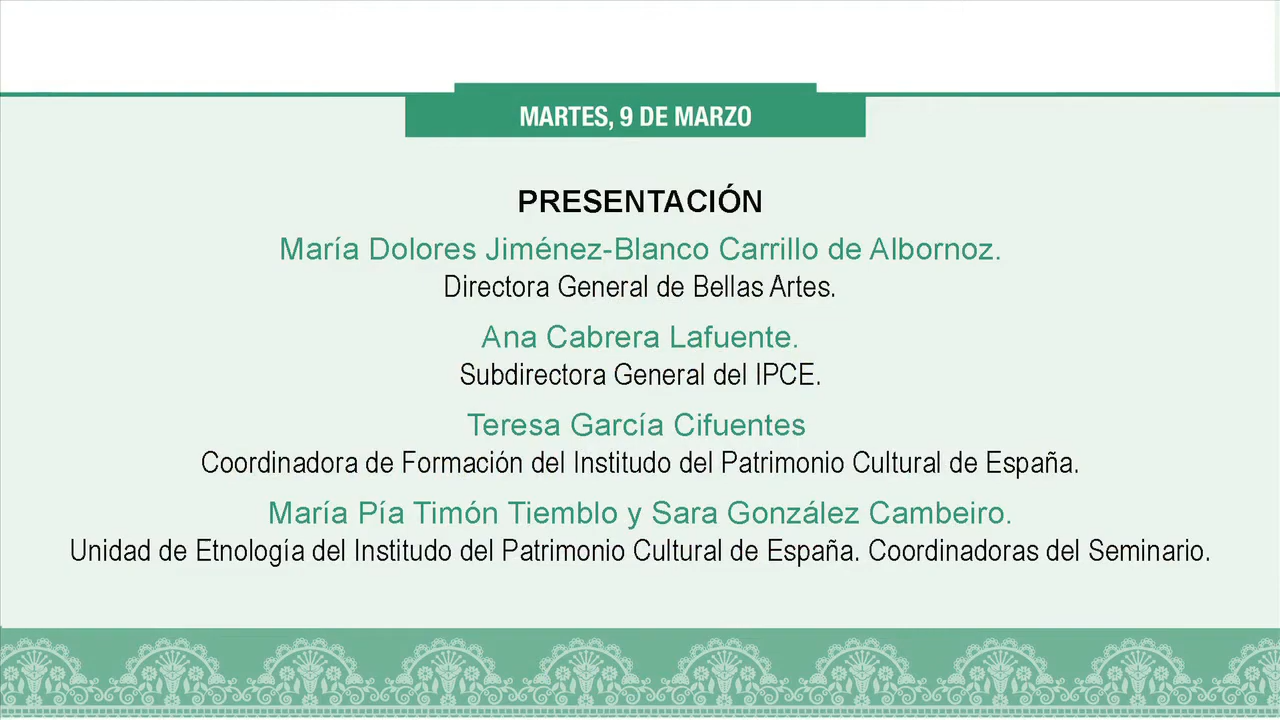 MARTES, 9 DE MARZO
PRESENTACIÓN
María Dolores Jiménez-Blanco Carrillo de Albornoz.
Directora General de Bellas Artes.
Ana Cabrera Lafuente.
Subdirectora General del IPCE.
Teresa García Cifuentes
Coordinadora de Formación del Institudo del Patrimonio Cultural de España.
María Pía Timón Tiemblo y Sara González Cambeiro.
Unidad de Etnología del Institudo del Patrimonio Cultural de España. Coordinadoras del Seminario.